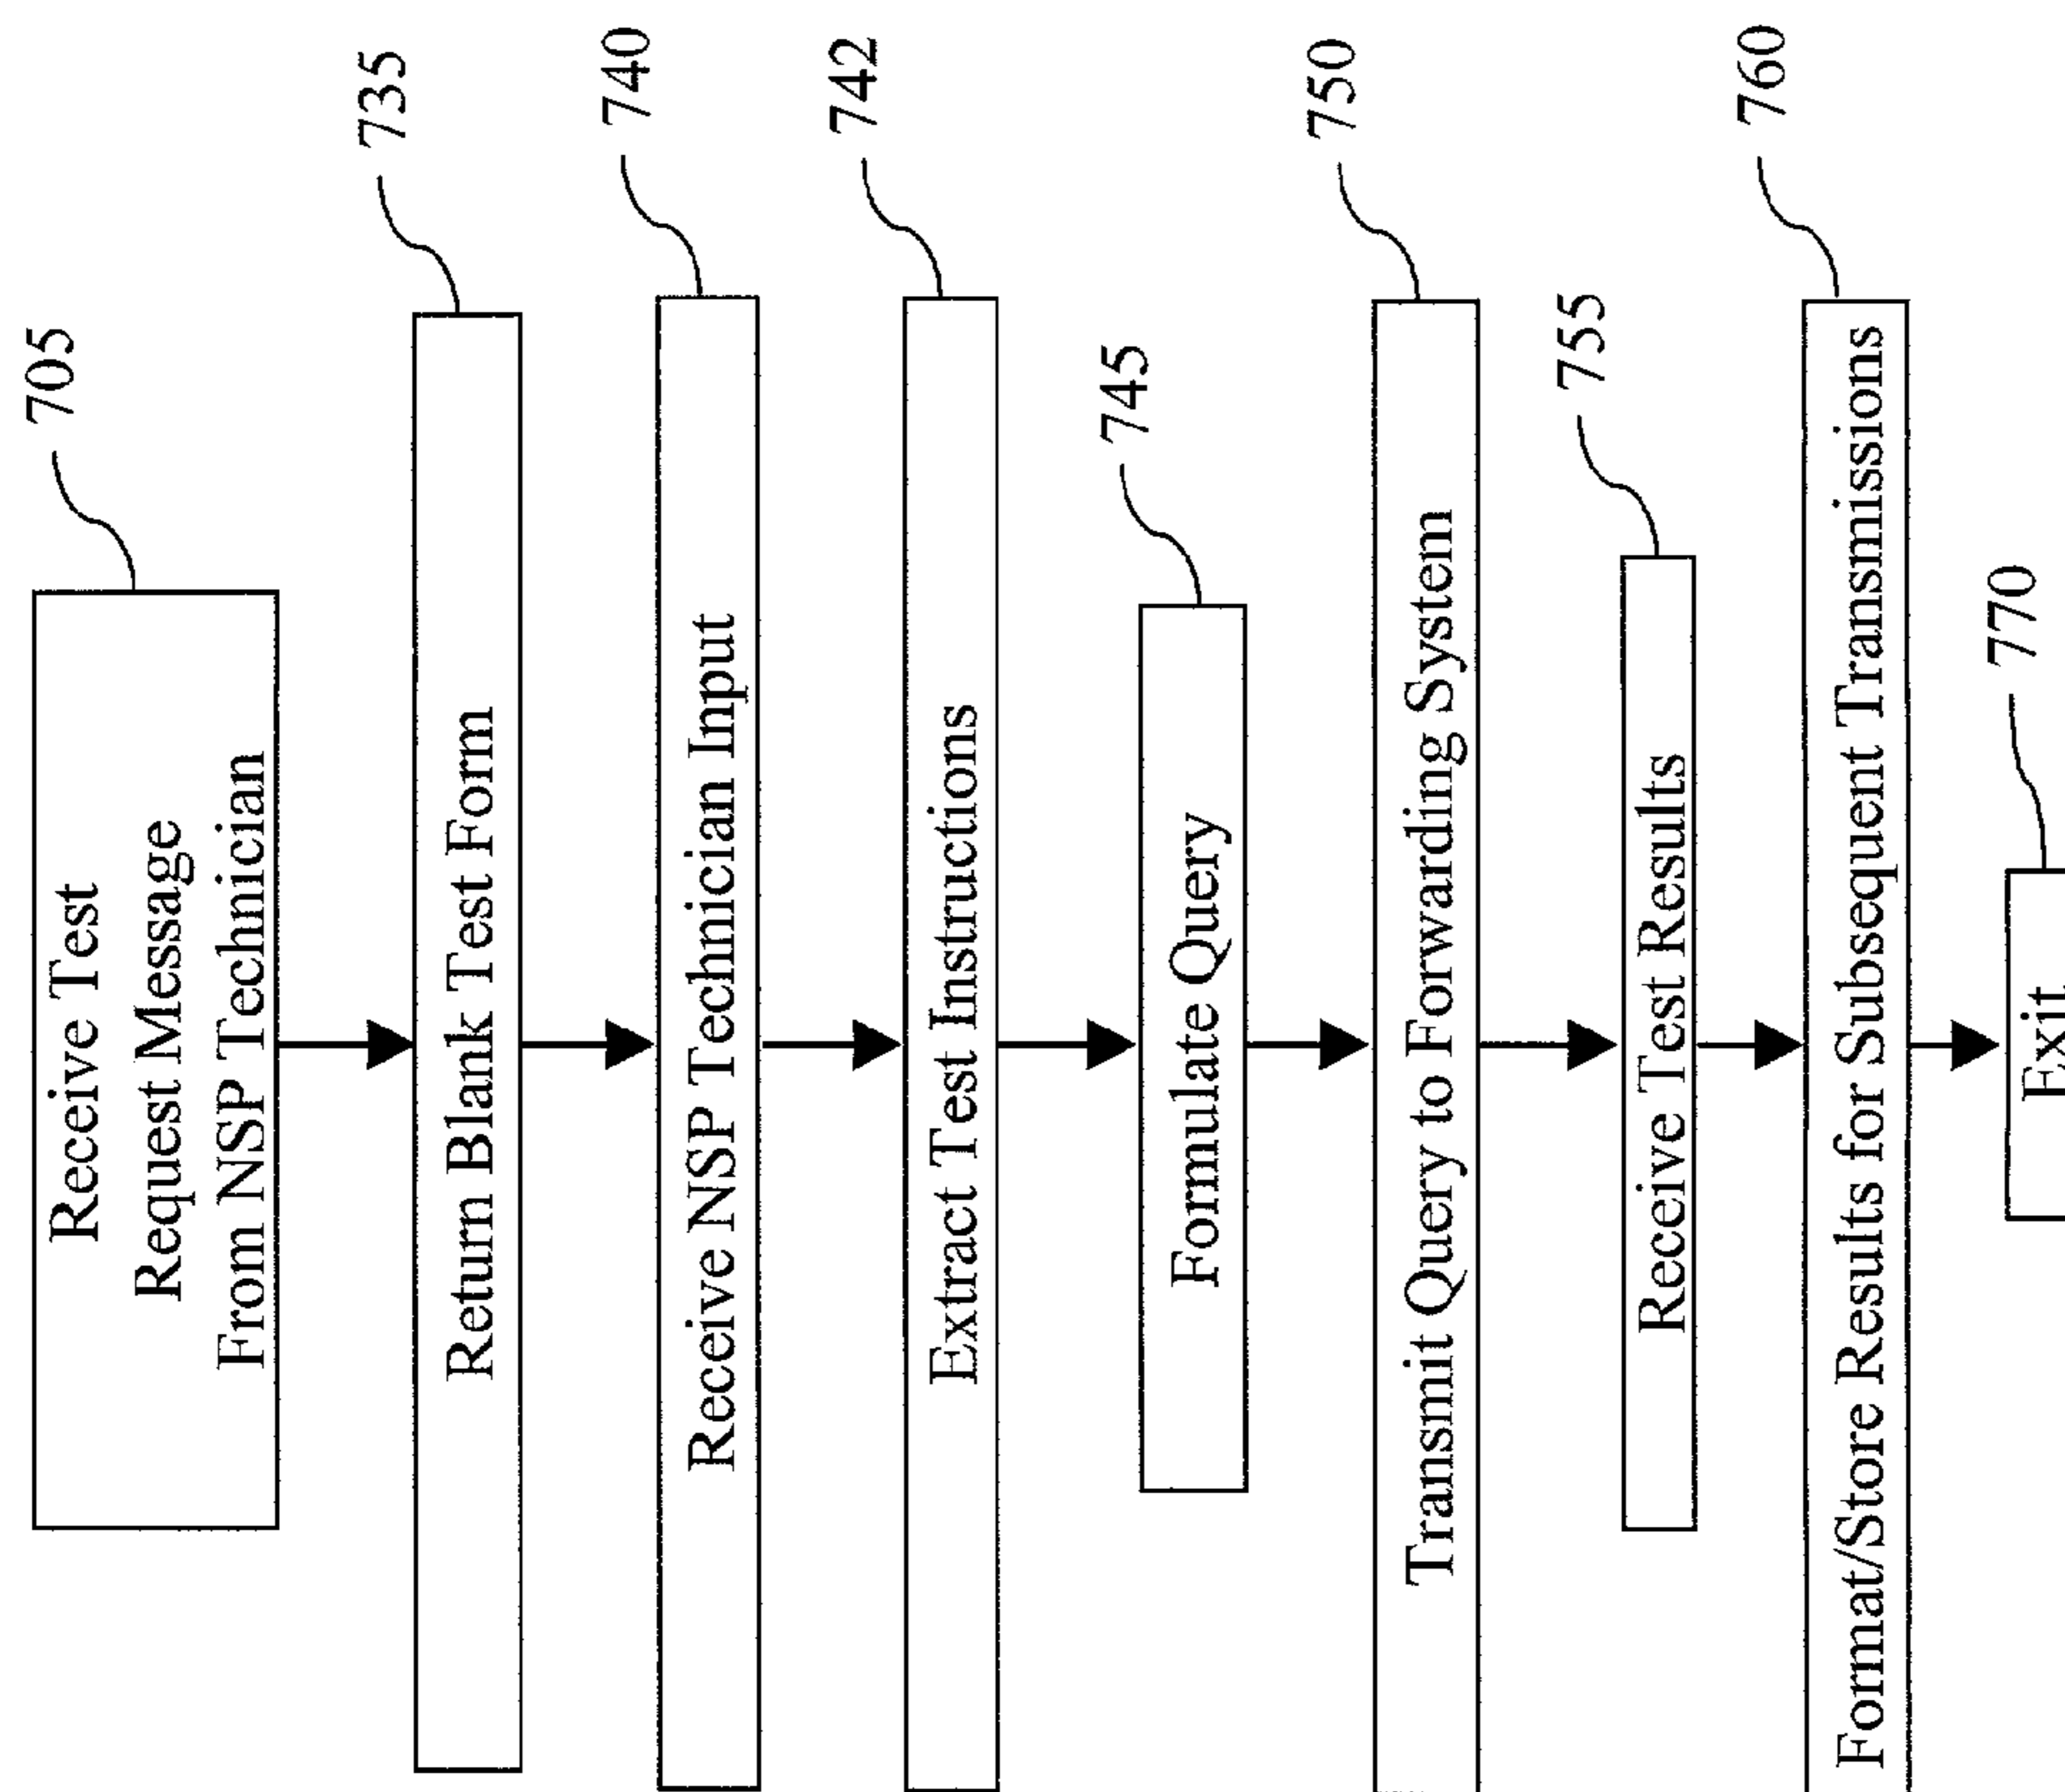 Receive Test
Request Message
From NSP Technician
705
Return Blank Test Form
735
Receive NSP Technician Input
740
Extract Test Instructions
742
Formulate Query
745
Transmit Query to Forwarding System
750
Receive Test Results
755
Format/Store Results for Subsequent Transmissions
760
Exit
770